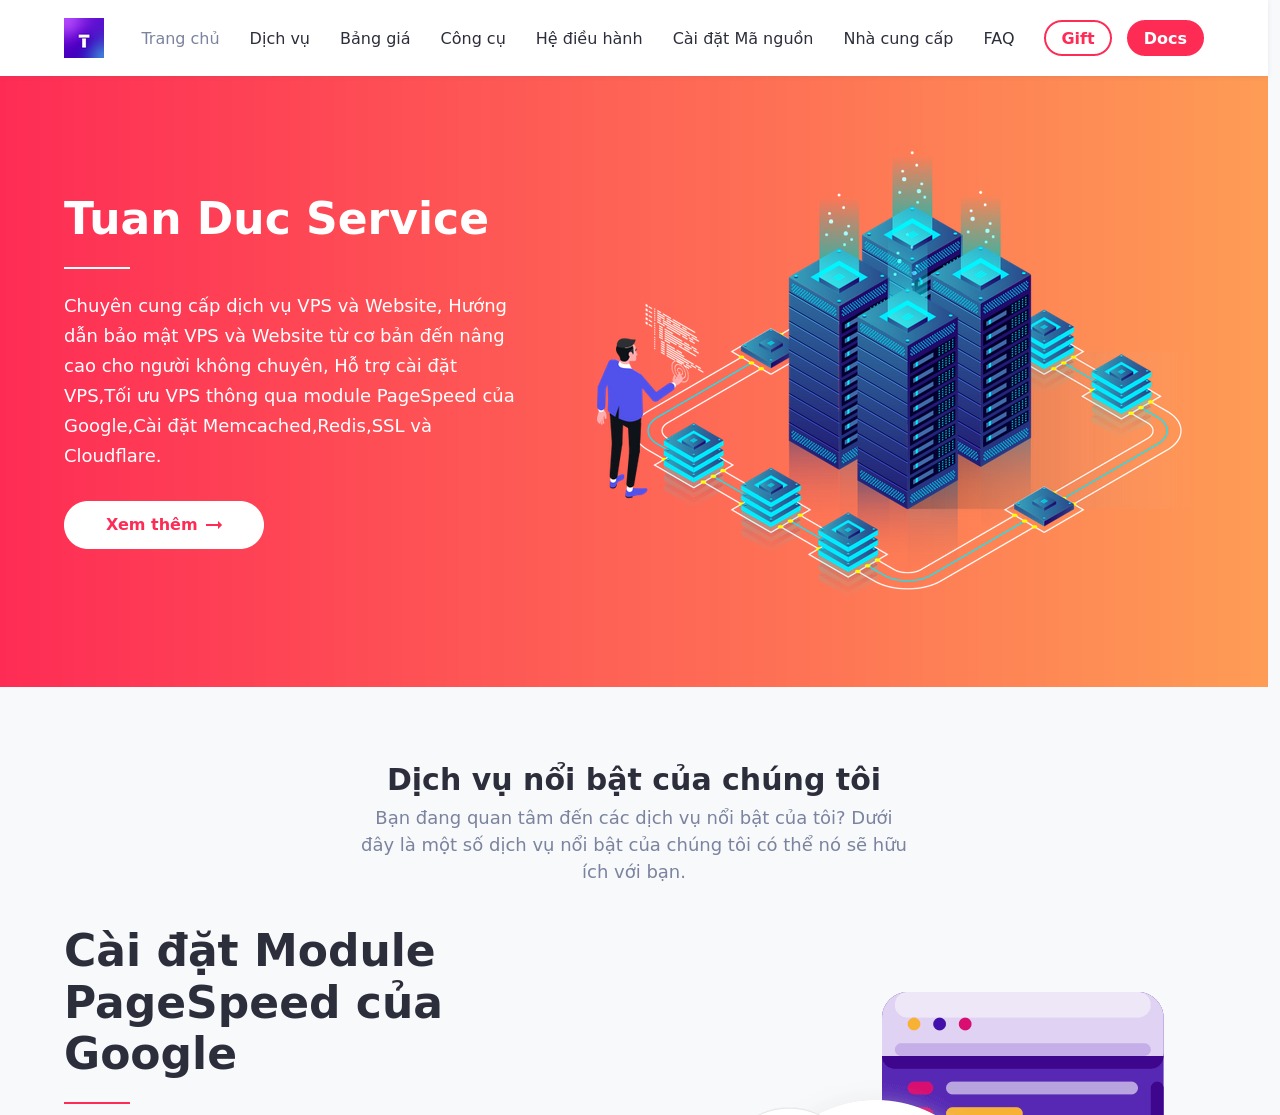 T
Trang chủ
Dịch vụ
Bảng giá
Công cụ
Hệ điều hành
Cài đặt Mã nguồn
Nhà cung cấp
FAQ
Gift
Docs
Tuan Duc Service
Chuyên cung cấp dịch vụ VPS và Website, Hướng
dẫn bảo mật VPS và Website từ cơ bản đến nâng
cao cho người không chuyên, Hỗ trợ cài đặt
VPS,Tối ưu VPS thông qua module PageSpeed của
Google,Cài đặt Memcached,Redis,SSL và
Cloudflare.
Xem thêm
Dịch vụ nổi bật của chúng tôi
Bạn đang quan tâm đến các dịch vụ nổi bật của tôi? Dưới
đây là một số dịch vụ nổi bật của chúng tôi có thể nó sẽ hữu
ích với bạn.
Cài đặt Module
PageSpeed của
Google